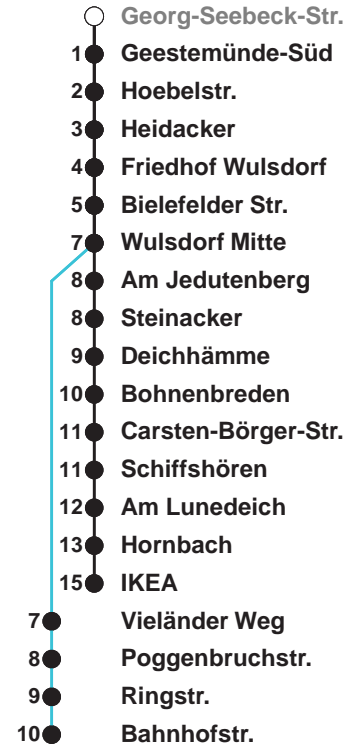 Georg-Seebeck-Str.
1 Geestemünde-Süd
2 Hoebelstr.
3 Heidacker
4 Friedhof Wulsdorf
5 Bielefelder Str.
7 Wulsdorf Mitte
8 Am Jedutenberg
8 Steinacker
9 Deichhämme
10 Bohnenbreden
11 Carsten-Börger-Str.
11 Schiffshören
12 Am Lunedeich
13 Hornbach
15 IKEA
7 Vieländer Weg
8 Poggenbruchstr.
9 Ringstr.
10 Bahnhofstr.